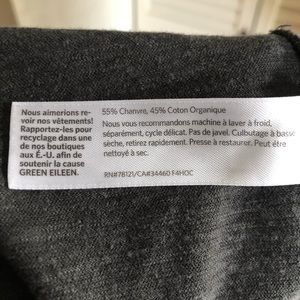 Nous aimerions re-
voir nos vêtements!
Rapportez-les pour
recyclage dans une
de nos boutiques
aux É.-U. afin de
soutenir la cause
GREEN EILEEN.
55% Chanvre, 45% Coton Organique
Nous vous recommandons machine à laver à froid,
séparément, cycle délicat. Pas de javel. Culbutage à basse
sèche, retirez rapidement. Presse à restaurer. Peut être
nettoyé à sec.
RN#78121/CA#34460 F4HOC